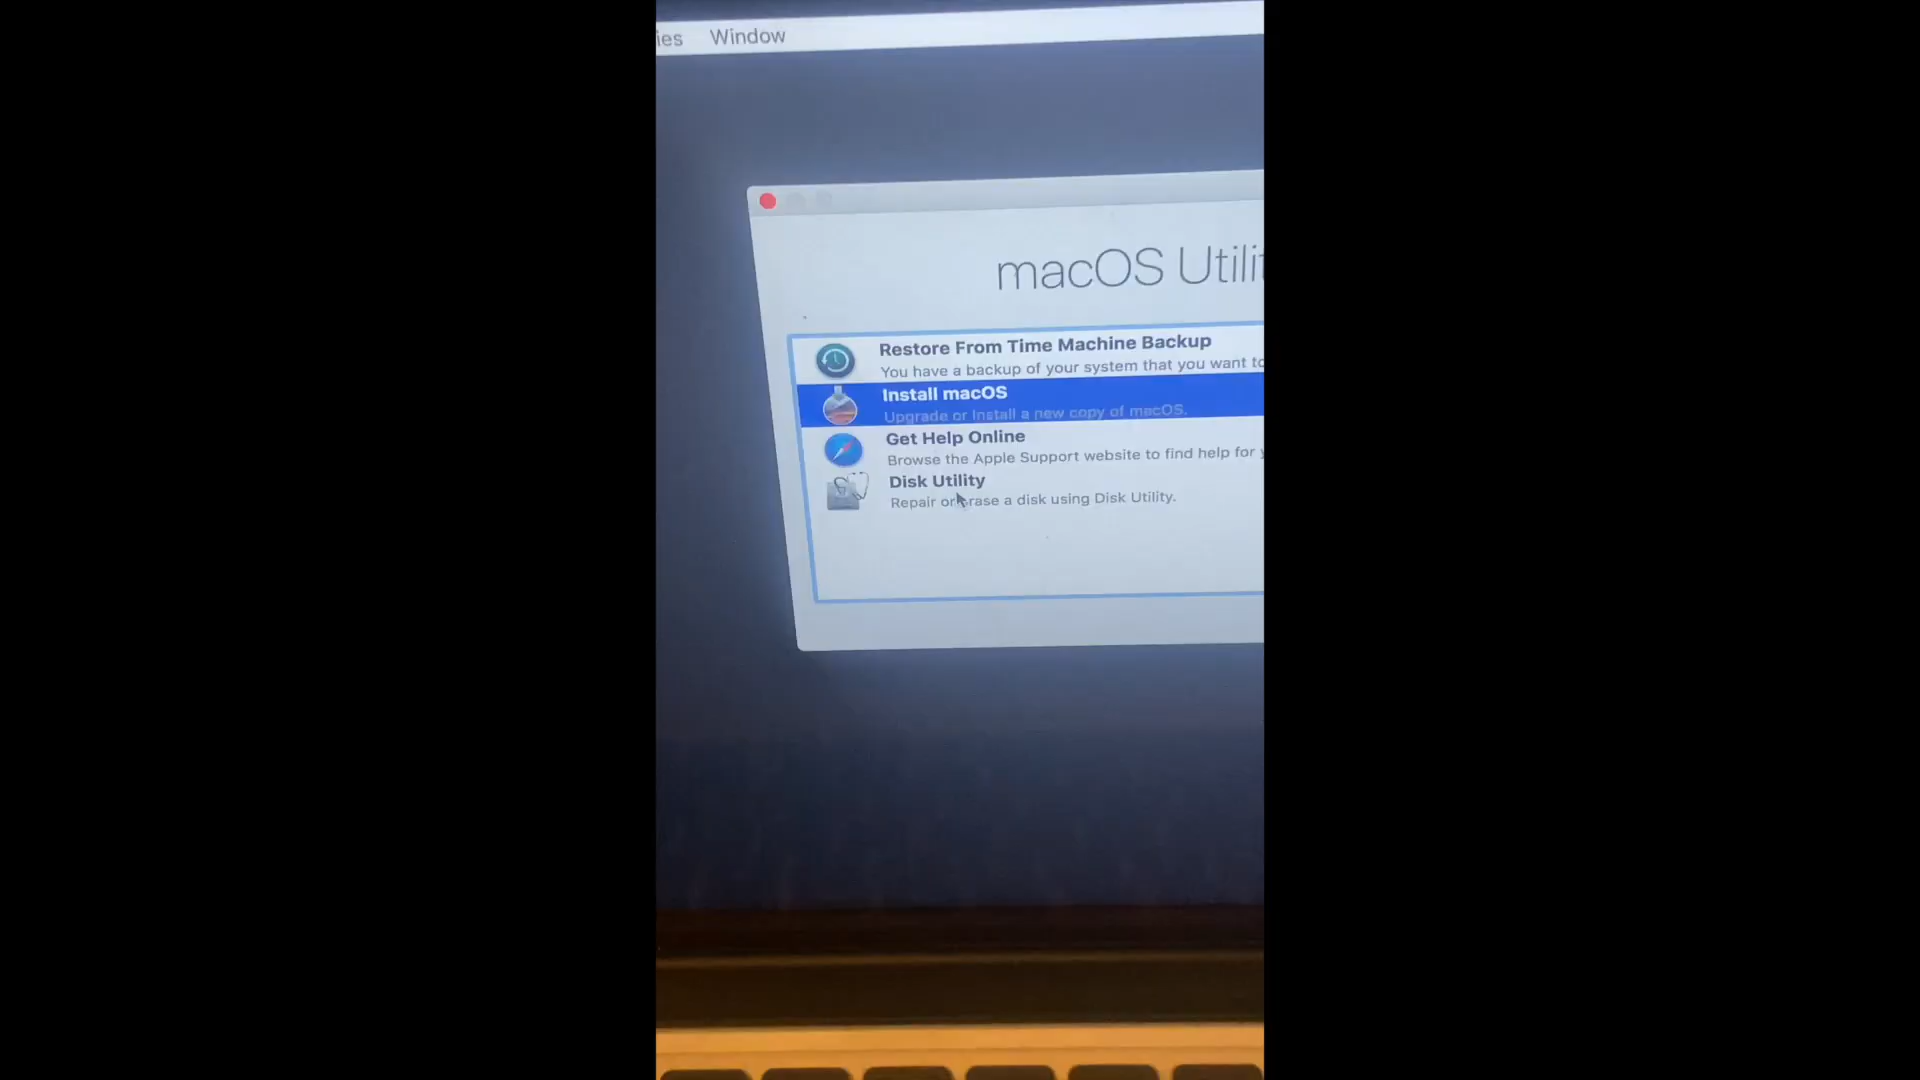 ies Window
macOS Utili
Restore From Time Machine Backup
You have a backup of your system that you want to
Install macOS
Upgrade or Install a new copy of macOS.
Get Help Online
Browse the Apple Support website to find help for
Disk Utility
Repair or erase a disk using Disk Utility.